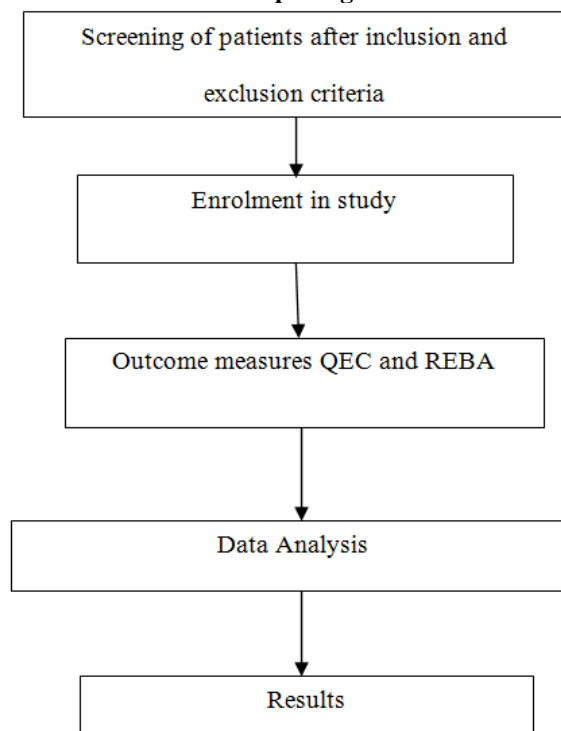 Screening of patients after inclusion and
exclusion criteria
Enrolment in study
Outcome measures QEC and REBA
Data Analysis
Results